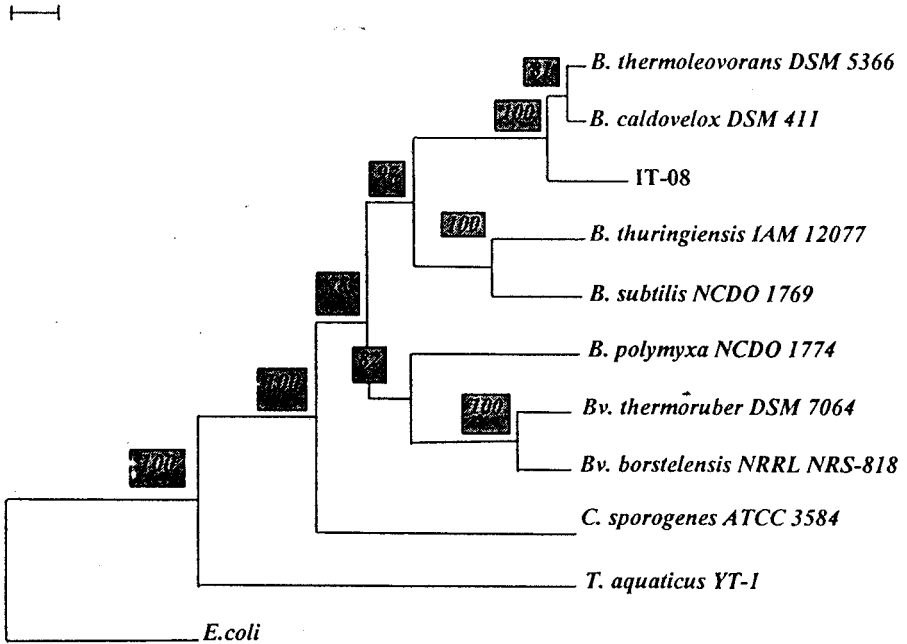 B. thermoleovorans DSM 5366
100
B. caldovelox DSM 411
IT-08
100
B. thuringiensis IAM 12077
B. subtilis NCDO 1769
B. polymyxa NCDO 1774
100
Bv. thermoruber DSM 7064
100
Bv. borstelensis NRRL NRS-818
100
C. sporogenes ATCC 3584
T. aquaticus YT-1
E.coli